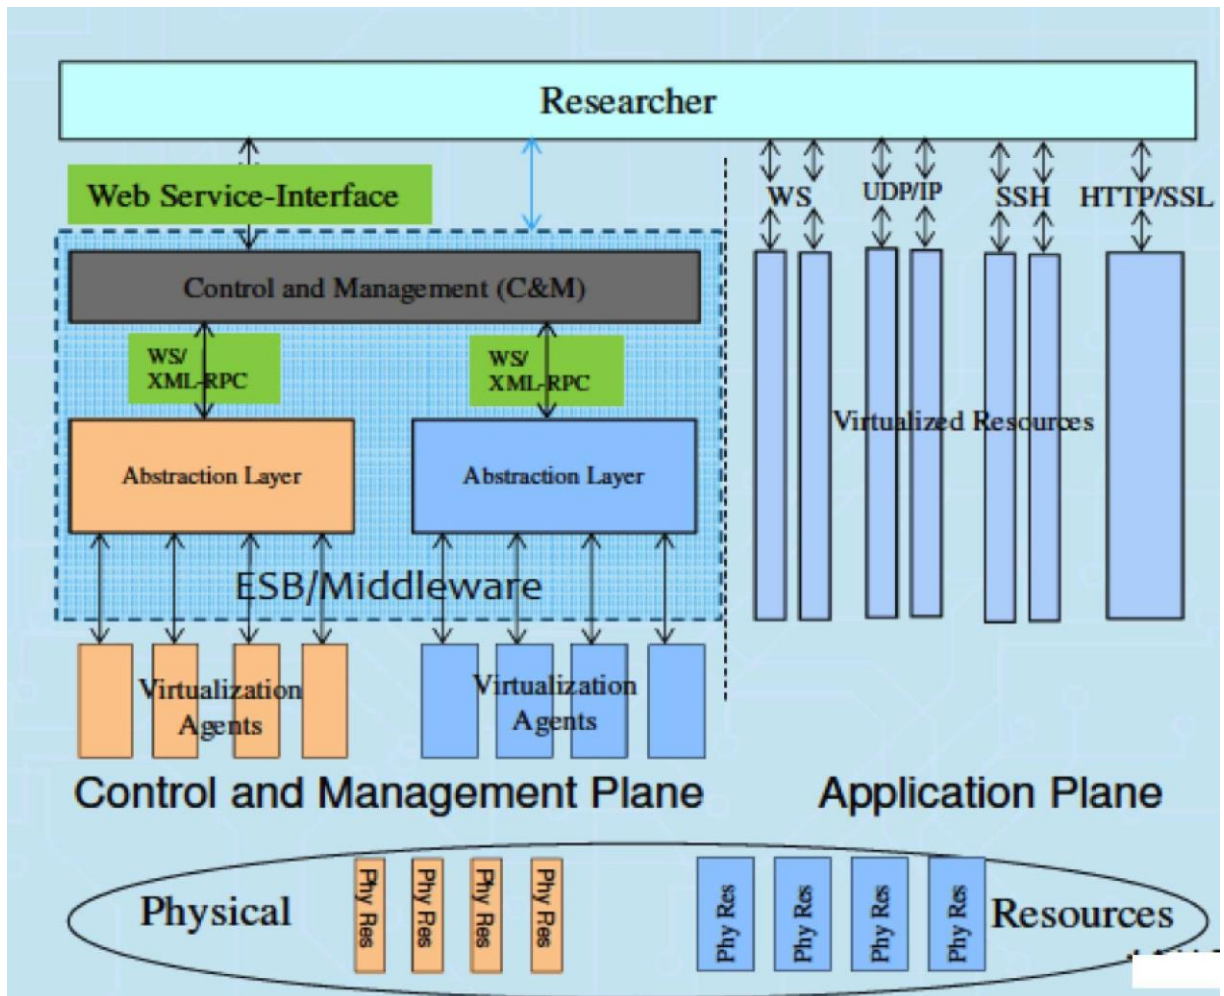 Researcher
Web Service-Interface
WS
UDP/IP
SSH
HTTP/SSL
Control and Management (C&M)
WS/
XML-RPC
WS/
XML-RPC
Abstraction Layer
Abstraction Layer
Virtualized Resources
ESB/Middleware
Virtualization
Agents
Virtualization
Agents
Control and Management Plane
Application Plane
Physical
Phy Res
Phy Res
Phy Res
Phy Res
Phy Res
Phy Res
Phy Res
Phy Res
Resources